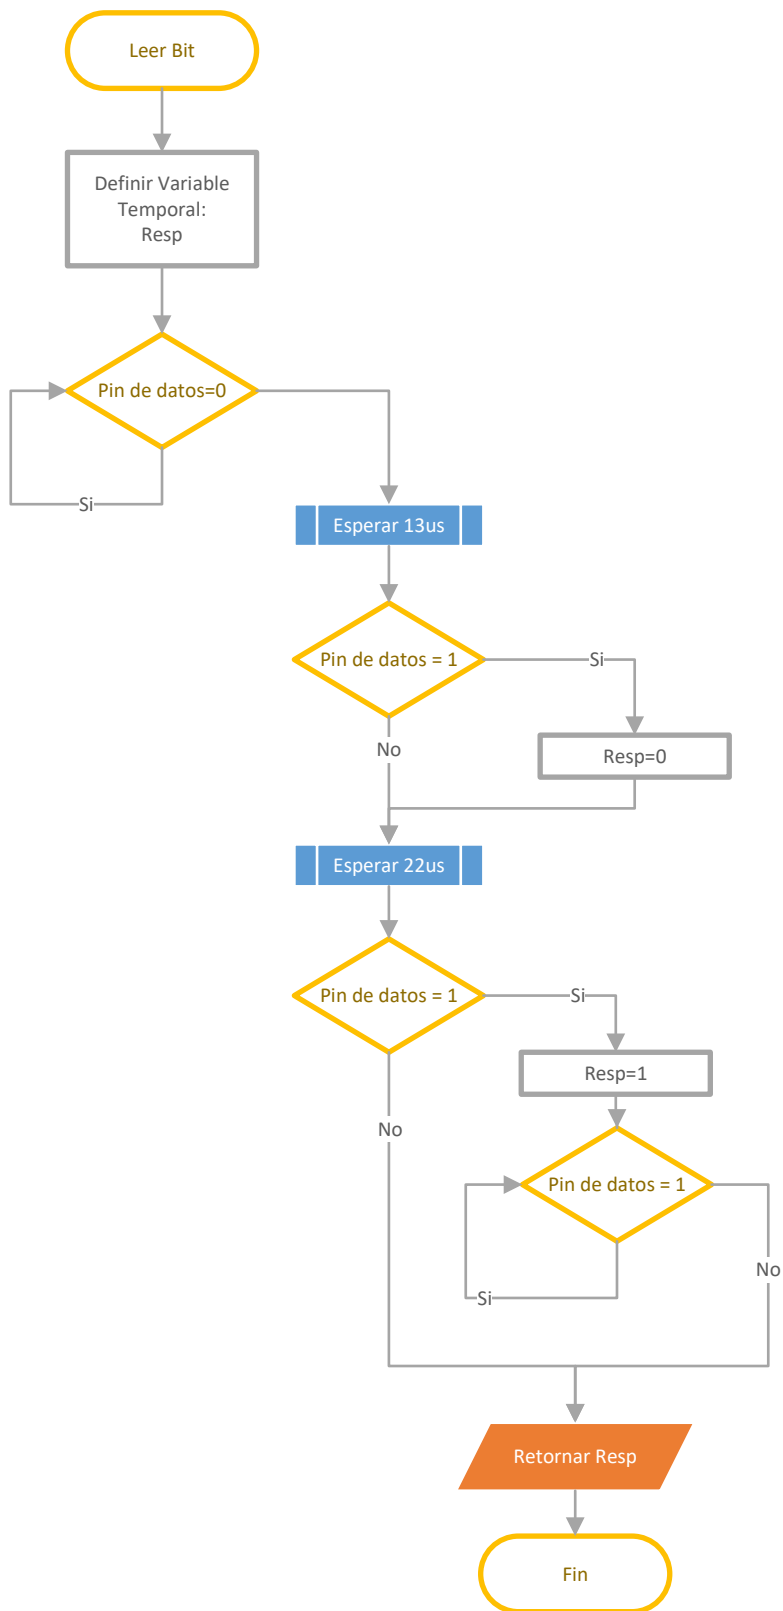 Leer Bit
Definir Variable
Temporal:
Resp
Pin de datos=0
Si
Esperar 13us
Pin de datos = 1
Si
No
Resp=0
Esperar 22us
Pin de datos = 1
Si
Resp=1
No
Pin de datos = 1
No
Si
Retornar Resp
Fin